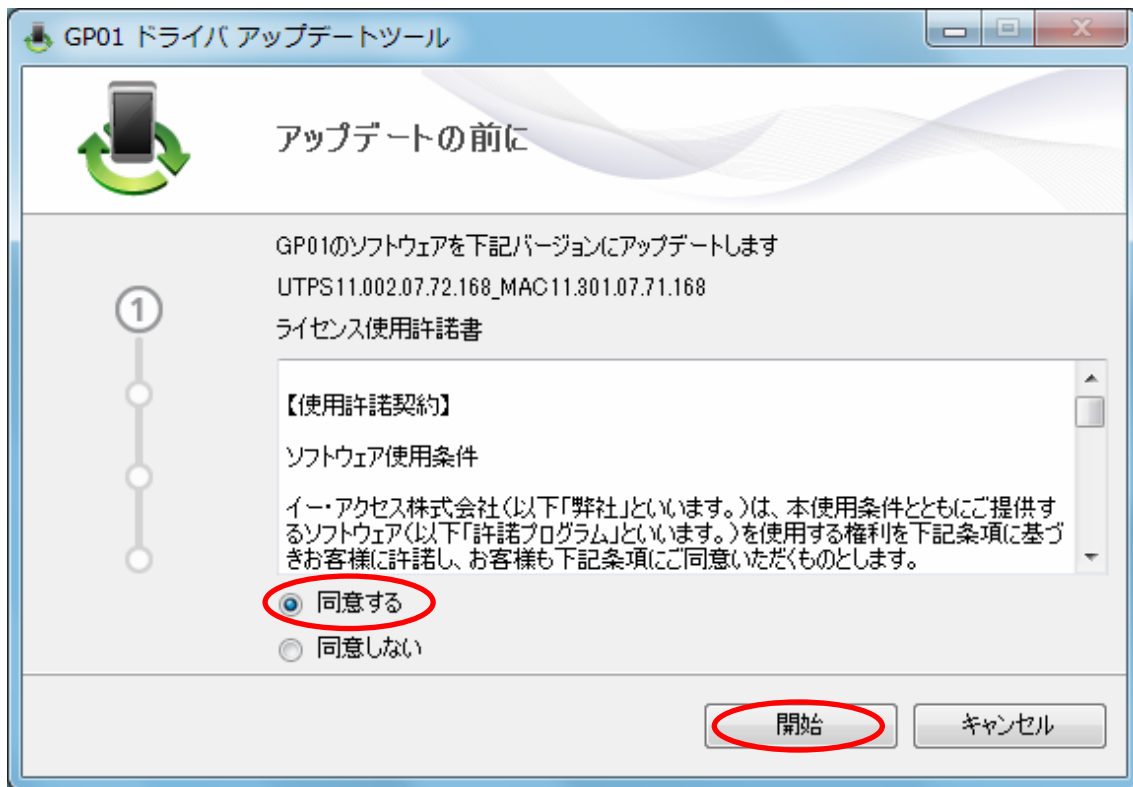 GP01 ドライバ アップデートツール
アップデートの前に
GP01のソフトウェアを下記バージョンにアップデートします
UTPS11.002.07.72.168_MAC11.301.07.71.168
1
ライセンス使用許諾書
【使用許諾契約】
ソフトウェア使用条件
イー・アクセス株式会社（以下「弊社」といいます。）は、本使用条件とともにご提供す
るソフトウェア（以下「許諾プログラム」といいます。）を使用する権利を下記条項に基づ
きお客様に許諾し、お客様も下記条項にご同意いただくものとします。
同意する
同意しない
開始
キャンセル